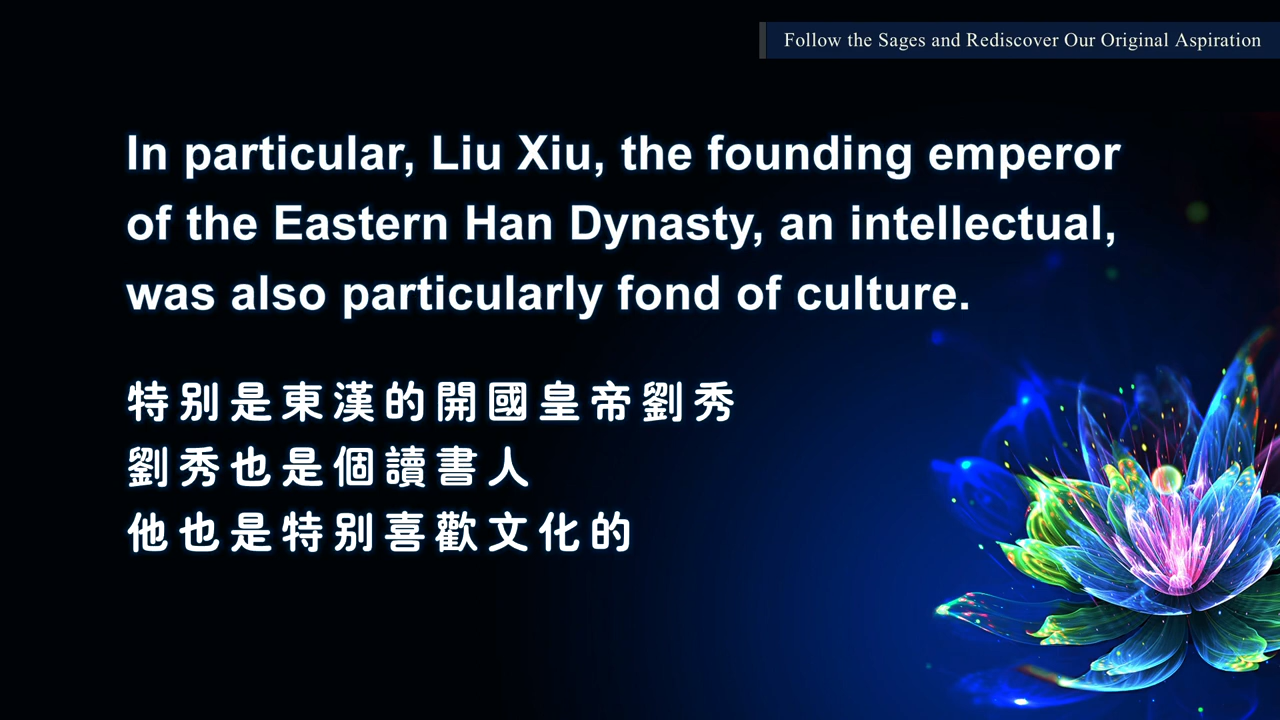 Follow the Sages and Rediscover Our Original Aspiration
In particular, Liu Xiu, the founding emperor
of the Eastern Han Dynasty, an intellectual,
was also particularly fond of culture.
特別是東漢的開國皇帝劉秀
劉秀也是個讀書人
他也是特別喜歡文化的